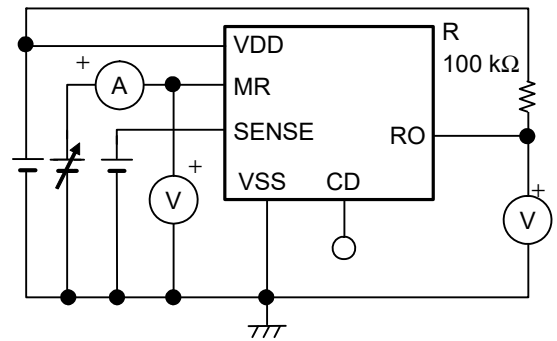 R
100 kΩ
VDD
+
A
MR
SENSE
RO
+
+
VSS
CD
V
V